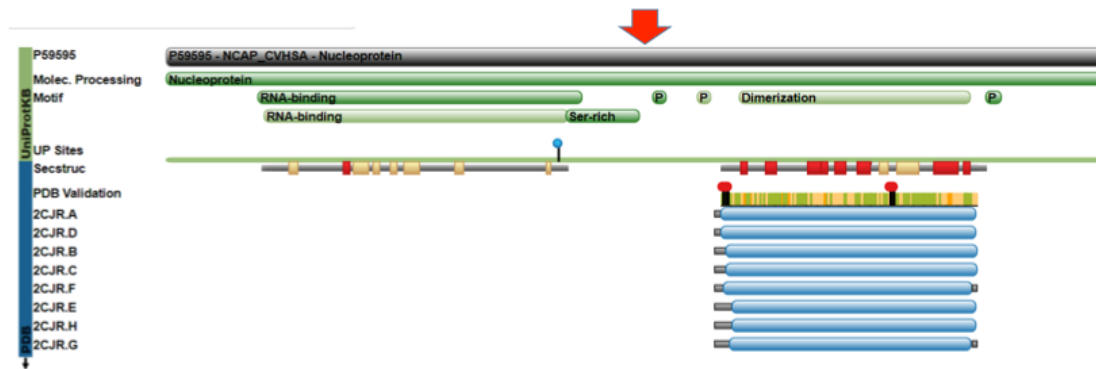 P59595
P59595 - NCAP_CVHSA - Nucleoprotein
Molec. Processing
Nucleoprotein
Motif
RNA-binding
P
P
Dimerization
P
RNA-binding
Ser-rich
UniProtKB
UP Sites
Secstruc
PDB Validation
2CJR.A
2CJR.D
2CJR.B
2CJR.C
2CJR.F
2CJR.E
2CJR.H
2CJR.G
PDB